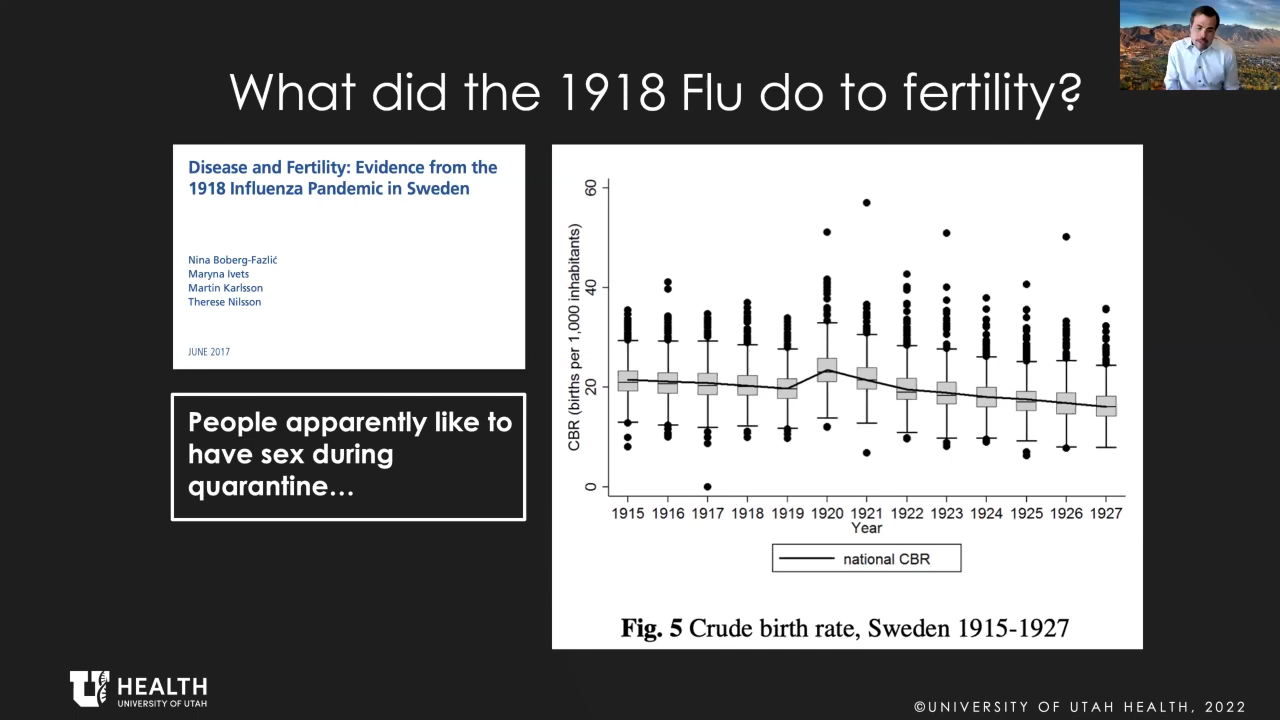 What did the 1918 Flu do to fertility?
Disease and Fertility: Evidence from the
1918 Influenza Pandemic in Sweden
Nina Boberg-Fazlić
Maryna Ivets
Martin Karlsson
Therese Nilsson
JUNE 2017
People apparently like to
have sex during
quarantine…
CBR (births per 1,000 inhabitants)
60
40
20
0
1915 1916 1917 1918 1919 1920 1921 1922 1923 1924 1925 1926 1927
Year
national CBR
Fig. 5 Crude birth rate, Sweden 1915-1927
U HEALTH
UNIVERSITY OF UTAH
©UNIVERSITY OF UTAH HEALTH, 2022